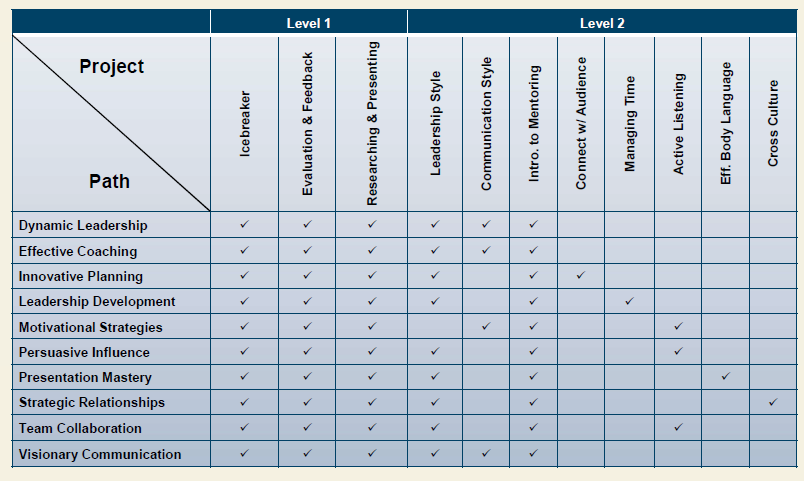 Level 1 Level 2
Project
Path
Icebreaker
Evaluation & Feedback
Researching & Presenting
Leadership Style
Communication Style
Intro. to Mentoring
Connect w/ Audience
Managing Time
Active Listening
Eff. Body Language
Cross Culture
Dynamic Leadership ✓ ✓ ✓ ✓ ✓ ✓
Effective Coaching ✓ ✓ ✓ ✓ ✓ ✓
Innovative Planning ✓ ✓ ✓ ✓ ✓ ✓
Leadership Development ✓ ✓ ✓ ✓ ✓ ✓
Motivational Strategies ✓ ✓ ✓ ✓ ✓ ✓
Persuasive Influence ✓ ✓ ✓ ✓ ✓ ✓
Presentation Mastery ✓ ✓ ✓ ✓ ✓ ✓
Strategic Relationships ✓ ✓ ✓ ✓ ✓ ✓
Team Collaboration ✓ ✓ ✓ ✓ ✓ ✓
Visionary Communication ✓ ✓ ✓ ✓ ✓ ✓